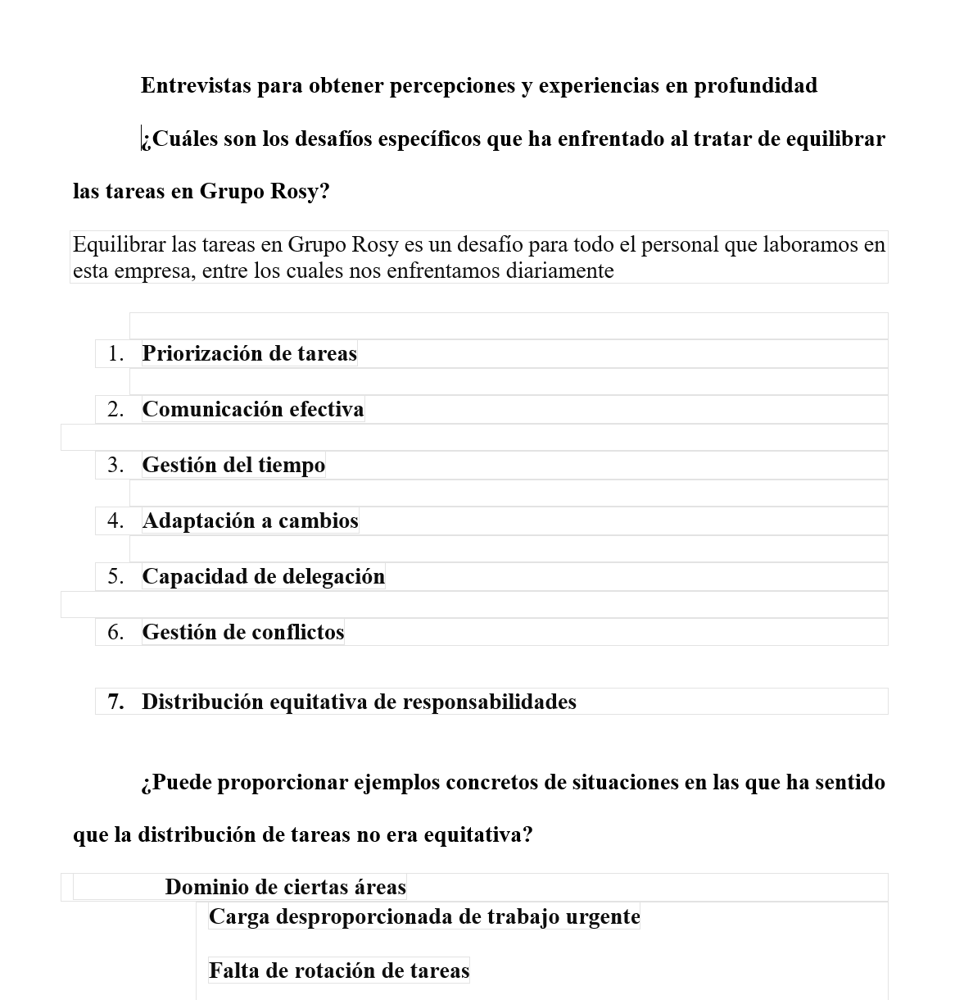 Entrevistas para obtener percepciones y experiencias en profundidad
¿Cuáles son los desafíos específicos que ha enfrentado al tratar de equilibrar
las tareas en Grupo Rosy?
Equilibrar las tareas en Grupo Rosy es un desafío para todo el personal que laboramos en
esta empresa, entre los cuales nos enfrentamos diariamente
1. Priorización de tareas
2. Comunicación efectiva
3. Gestión del tiempo
4. Adaptación a cambios
5. Capacidad de delegación
6. Gestión de conflictos
7. Distribución equitativa de responsabilidades
¿Puede proporcionar ejemplos concretos de situaciones en las que ha sentido
que la distribución de tareas no era equitativa?
Dominio de ciertas áreas
Carga desproporcionada de trabajo urgente
Falta de rotación de tareas